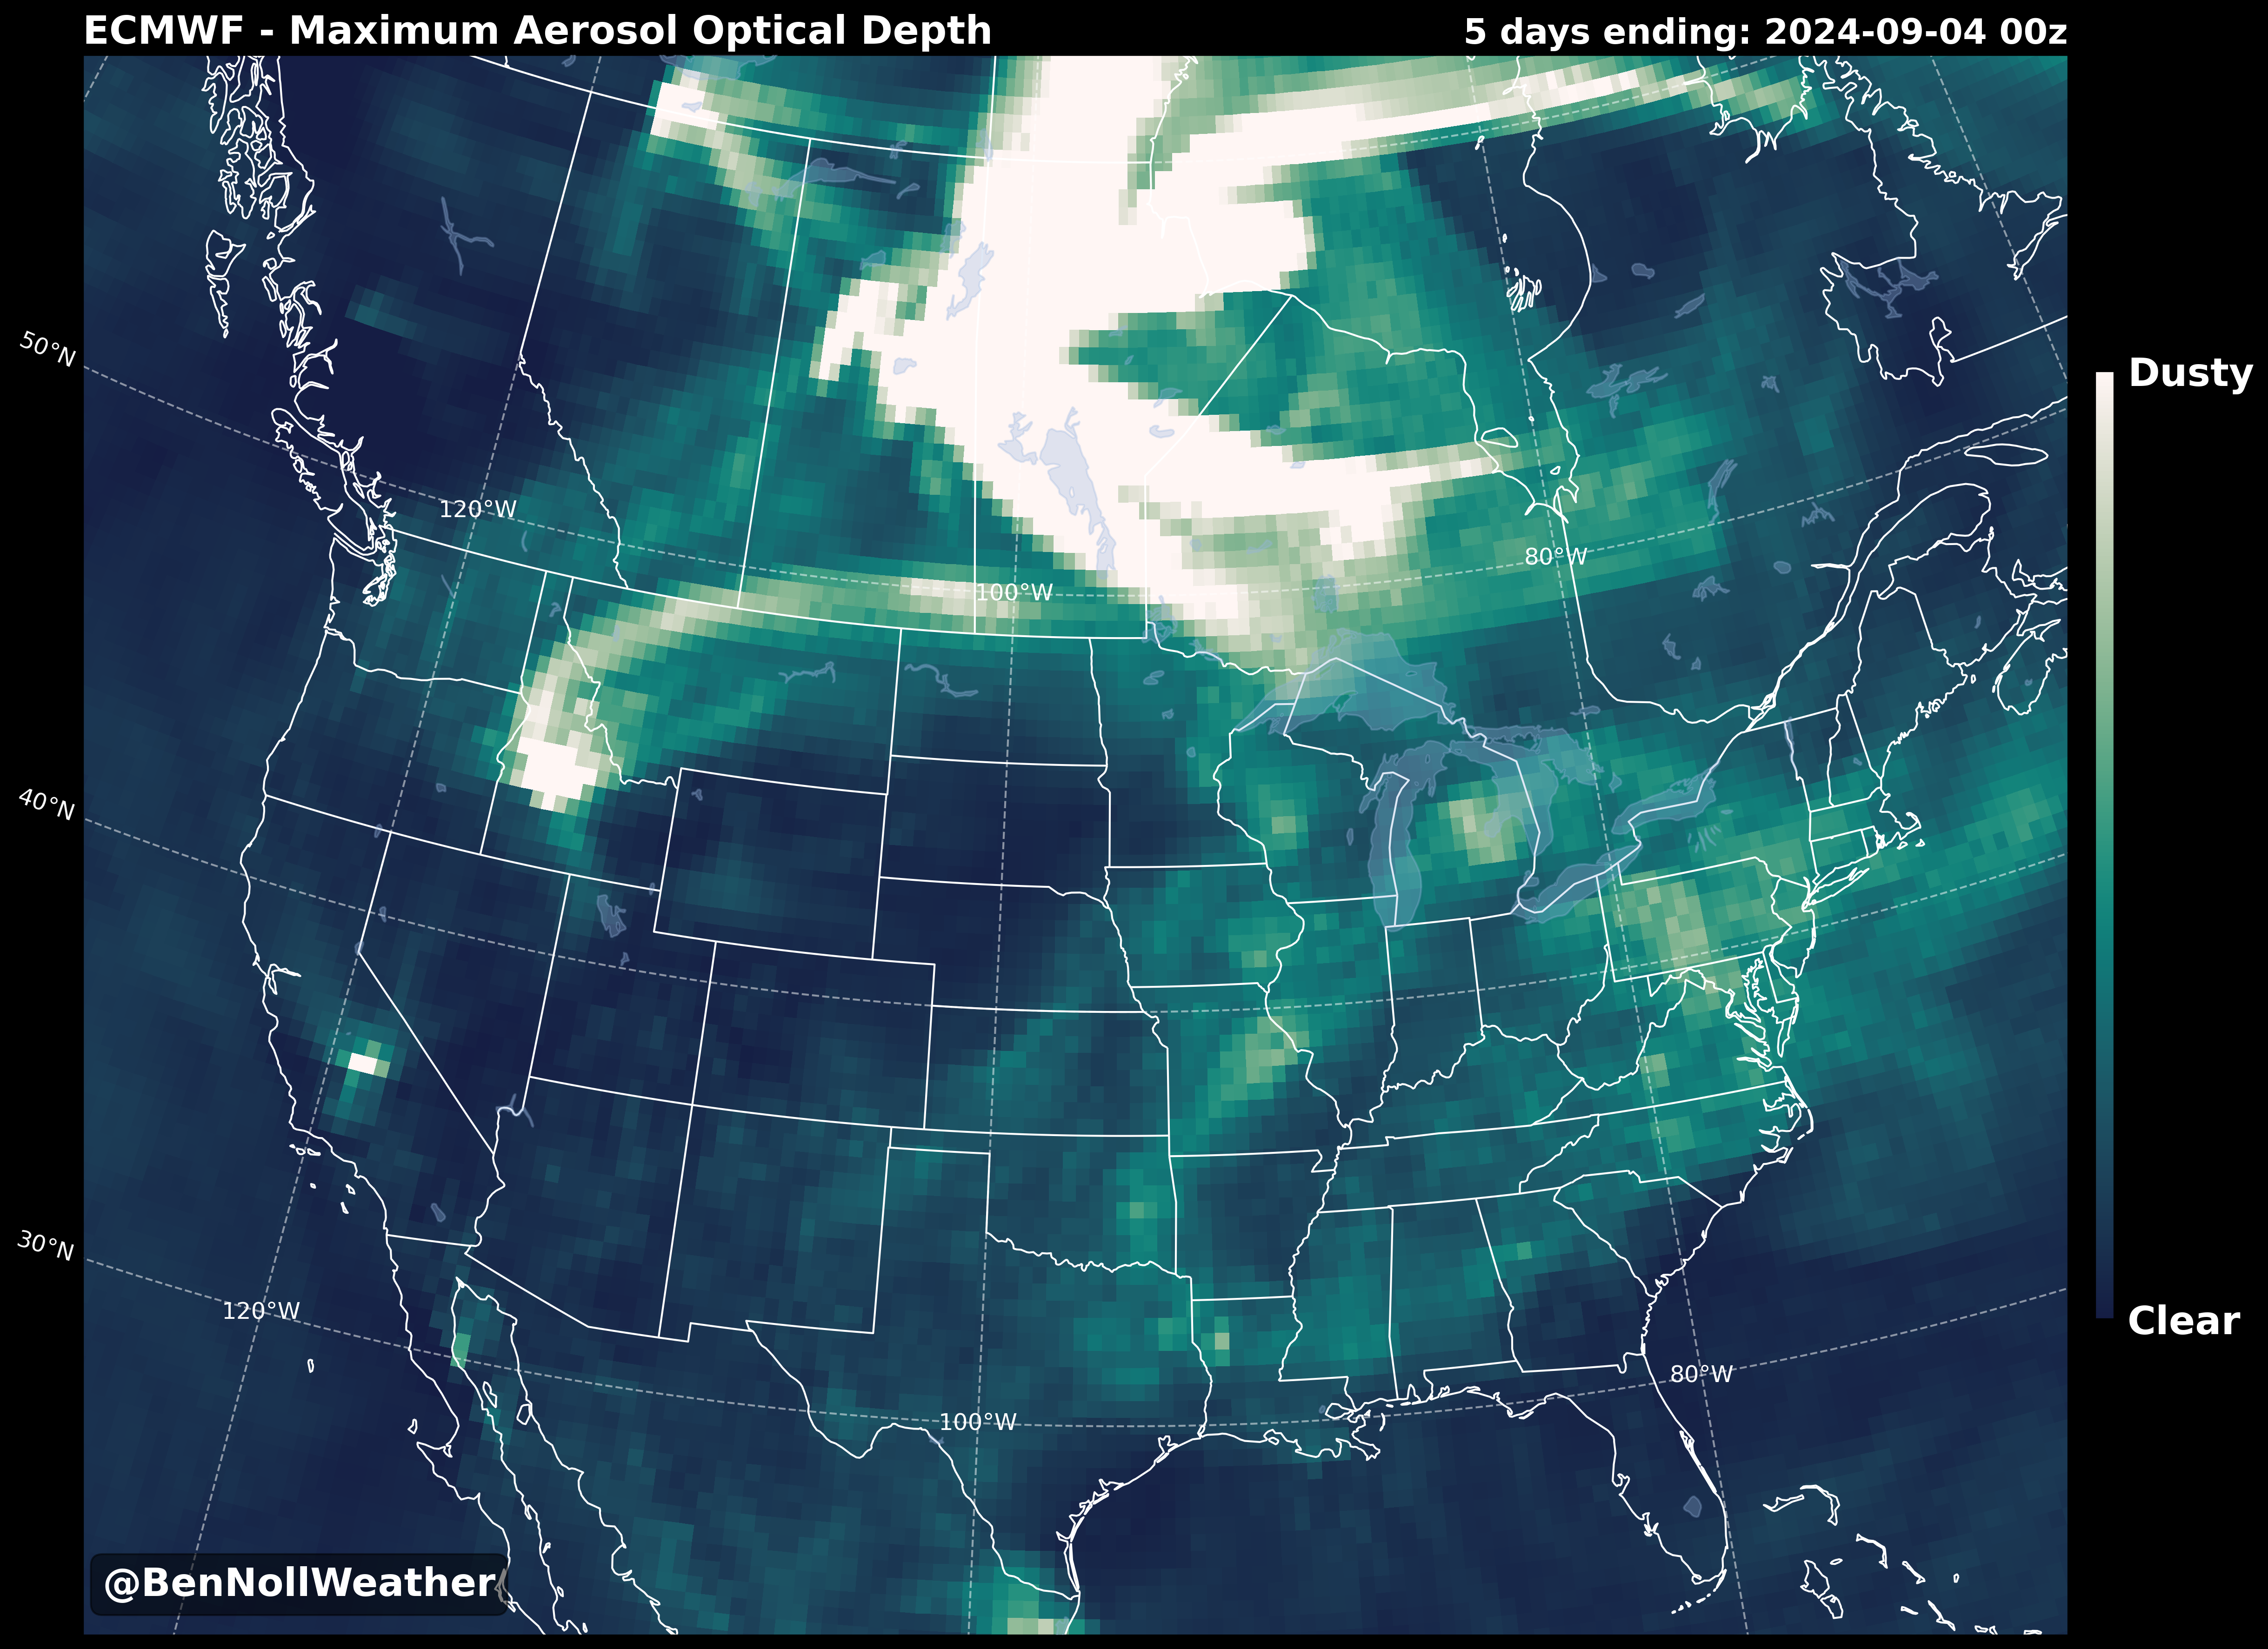 ECMWF - Maximum Aerosol Optical Depth
5 days ending: 2024-09-04 00z
50°N
Dusty
120°W
80°W
100°W
40°N
30°N
120°W
Clear
80°W
100°W
@BenNollWeather